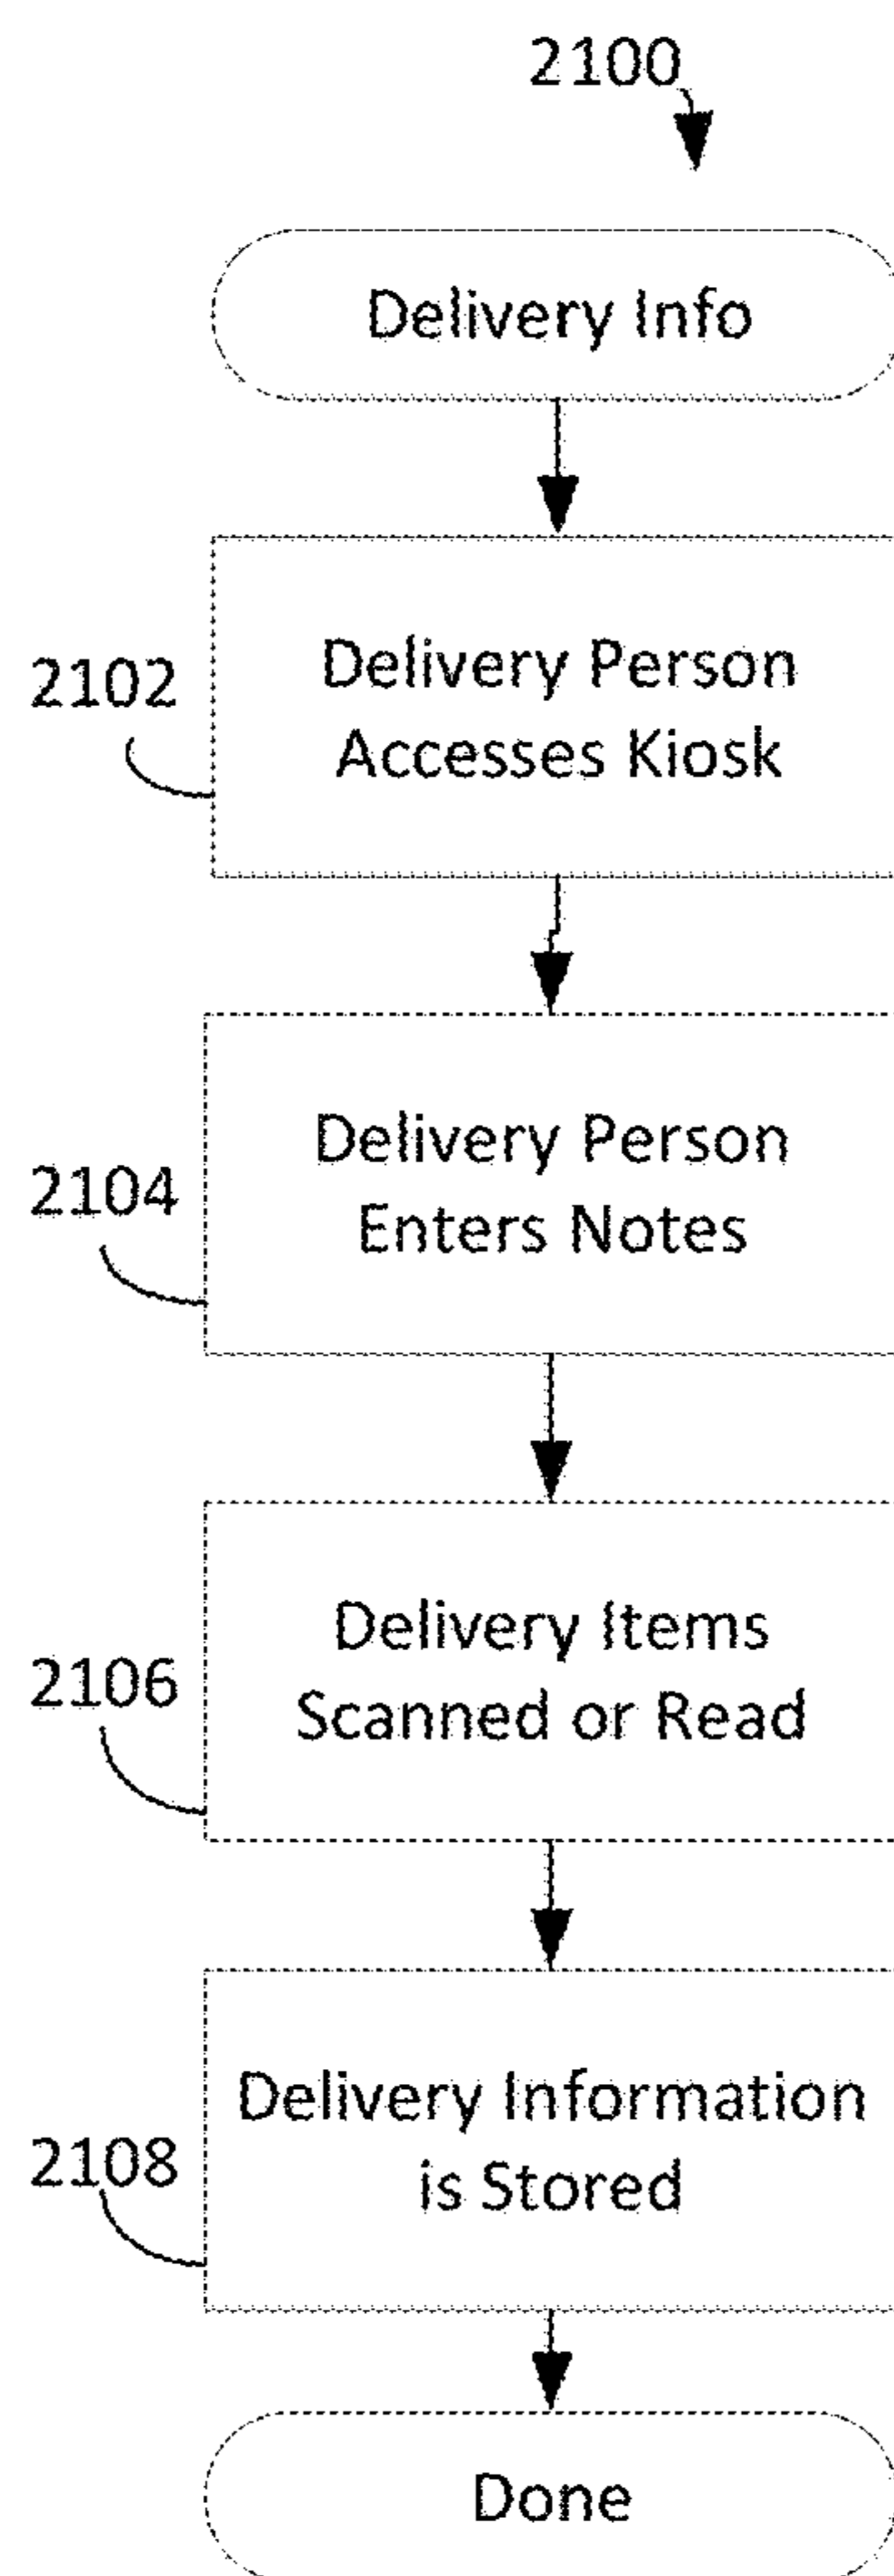 2100
Delivery Info
2102
Delivery Person
Accesses Kiosk
2104
Delivery Person
Enters Notes
2106
Delivery Items
Scanned or Read
2108
Delivery Information
is Stored
Done